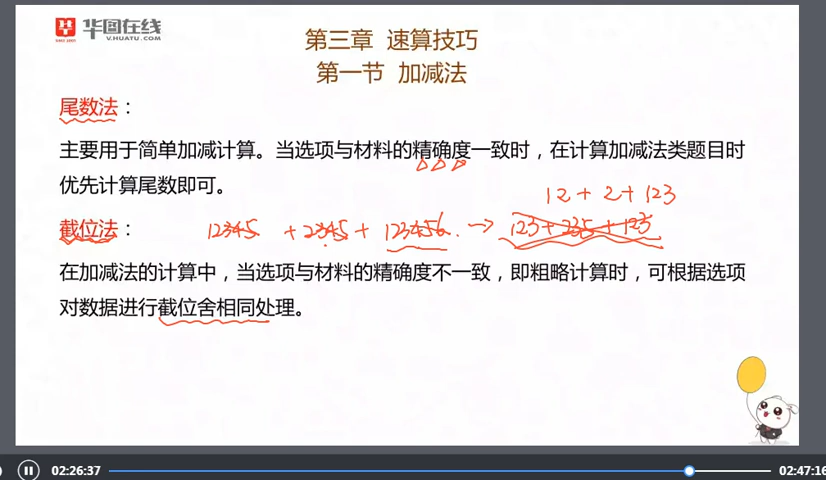 华图在线
V.HUATU.COM
第三章 速算技巧
第一节 加减法
尾数法：
主要用于简单加减计算。当选项与材料的精确度一致时，在计算加减法类题目时
优先计算尾数即可。
12 + 2 + 123
截位法： 12345 + 2345 + 123456 → 123 + 235 + 123
在加减法的计算中，当选项与材料的精确度不一致，即粗略计算时，可根据选项
对数据进行截位舍相同处理。
02:26:37 02:47:16